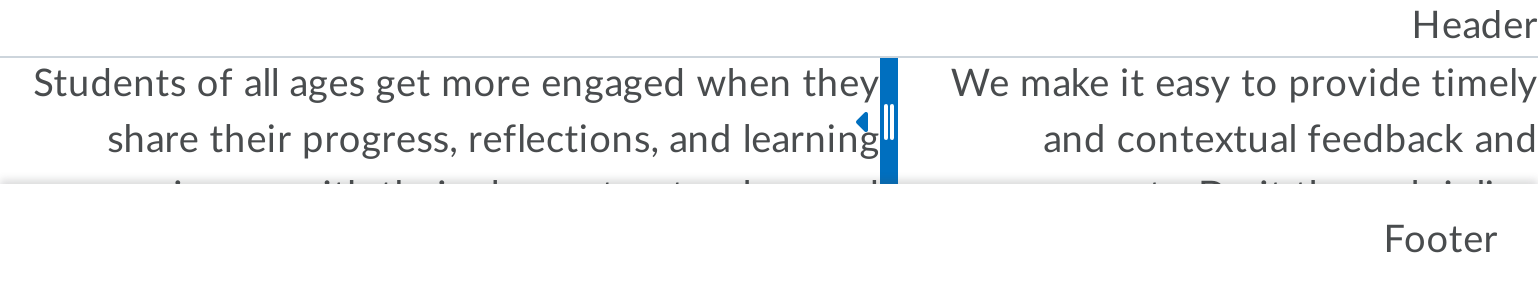 Header
We make it easy to provide timely
and contextual feedback and
Students of all ages get more engaged when they
share their progress, reflections, and learning
Footer